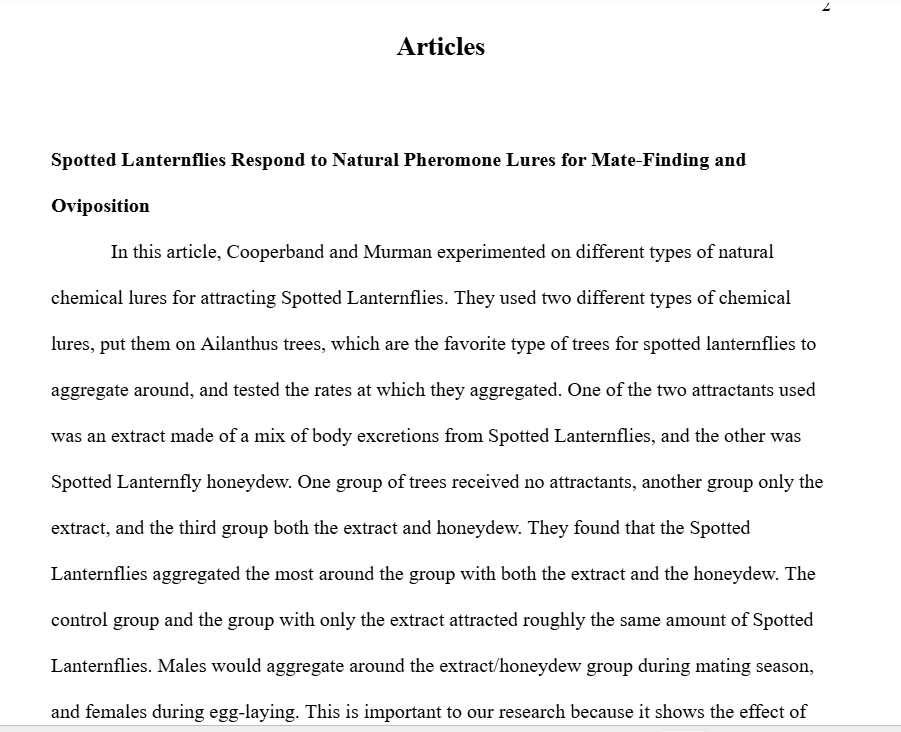 2
Articles
Spotted Lanternflies Respond to Natural Pheromone Lures for Mate-Finding and
Oviposition
In this article, Cooperband and Murman experimented on different types of natural
chemical lures for attracting Spotted Lanternflies. They used two different types of chemical
lures, put them on Ailanthus trees, which are the favorite type of trees for spotted lanternflies to
aggregate around, and tested the rates at which they aggregated. One of the two attractants used
was an extract made of a mix of body excretions from Spotted Lanternflies, and the other was
Spotted Lanternfly honeydew. One group of trees received no attractants, another group only the
extract, and the third group both the extract and honeydew. They found that the Spotted
Lanternflies aggregated the most around the group with both the extract and the honeydew. The
control group and the group with only the extract attracted roughly the same amount of Spotted
Lanternflies. Males would aggregate around the extract/honeydew group during mating season,
and females during egg-laying. This is important to our research because it shows the effect of